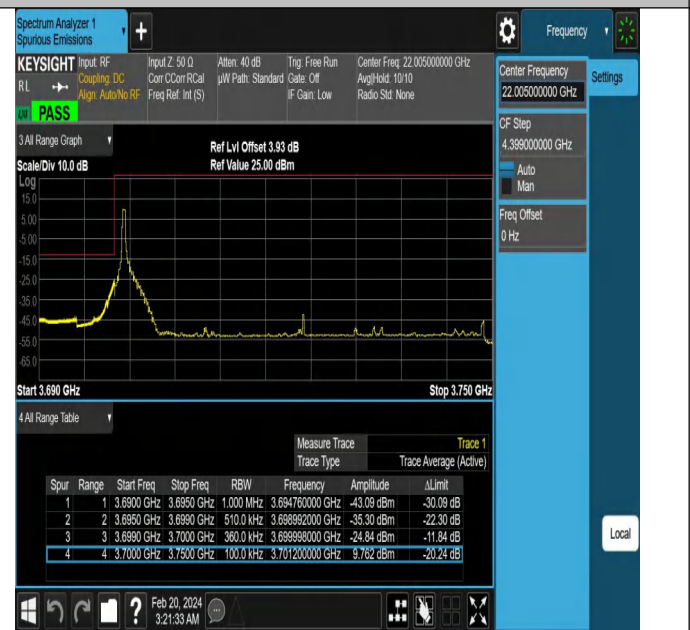 Spectrum Analyzer 1
Spurious Emissions
Frequency
KEYSIGHT Input: RF Input Z: 50 Ω Atten: 40 dB Trig: Free Run Center Freq: 22.005000000 GHz
RL Coupling: DC Corr CCorr RCal µW Path: Standard Gate: Off Avg|Hold: 10/10
Align: Auto/No RF Freq Ref: Int (S) IF Gain: Low Radio Std: None
LXI PASS
Center Frequency
22.005000000 GHz
Settings
CF Step
4.399000000 GHz
Auto
Man
Freq Offset
0 Hz
3 All Range Graph
Ref Lvl Offset 3.93 dB
Scale/Div 10.0 dB Ref Value 25.00 dBm
Log
15.0
5.00
-5.00
-15.0
-25.0
-35.0
-45.0
-55.0
-65.0
Start 3.690 GHz Stop 3.750 GHz
4 All Range Table
Measure Trace Trace 1
Trace Type Trace Average (Active)
Spur Range Start Freq Stop Freq RBW Frequency Amplitude ΔLimit
1 1 3.6900 GHz 3.6950 GHz 1.000 MHz 3.694760000 GHz -43.09 dBm -30.09 dB
2 2 3.6950 GHz 3.6990 GHz 510.0 kHz 3.698992000 GHz -35.30 dBm -22.30 dB
3 3 3.6990 GHz 3.7000 GHz 360.0 kHz 3.699998000 GHz -24.84 dBm -11.84 dB
4 4 3.7000 GHz 3.7500 GHz 100.0 kHz 3.701200000 GHz 9.762 dBm -20.24 dB
Local
Feb 20, 2024
3:21:33 AM